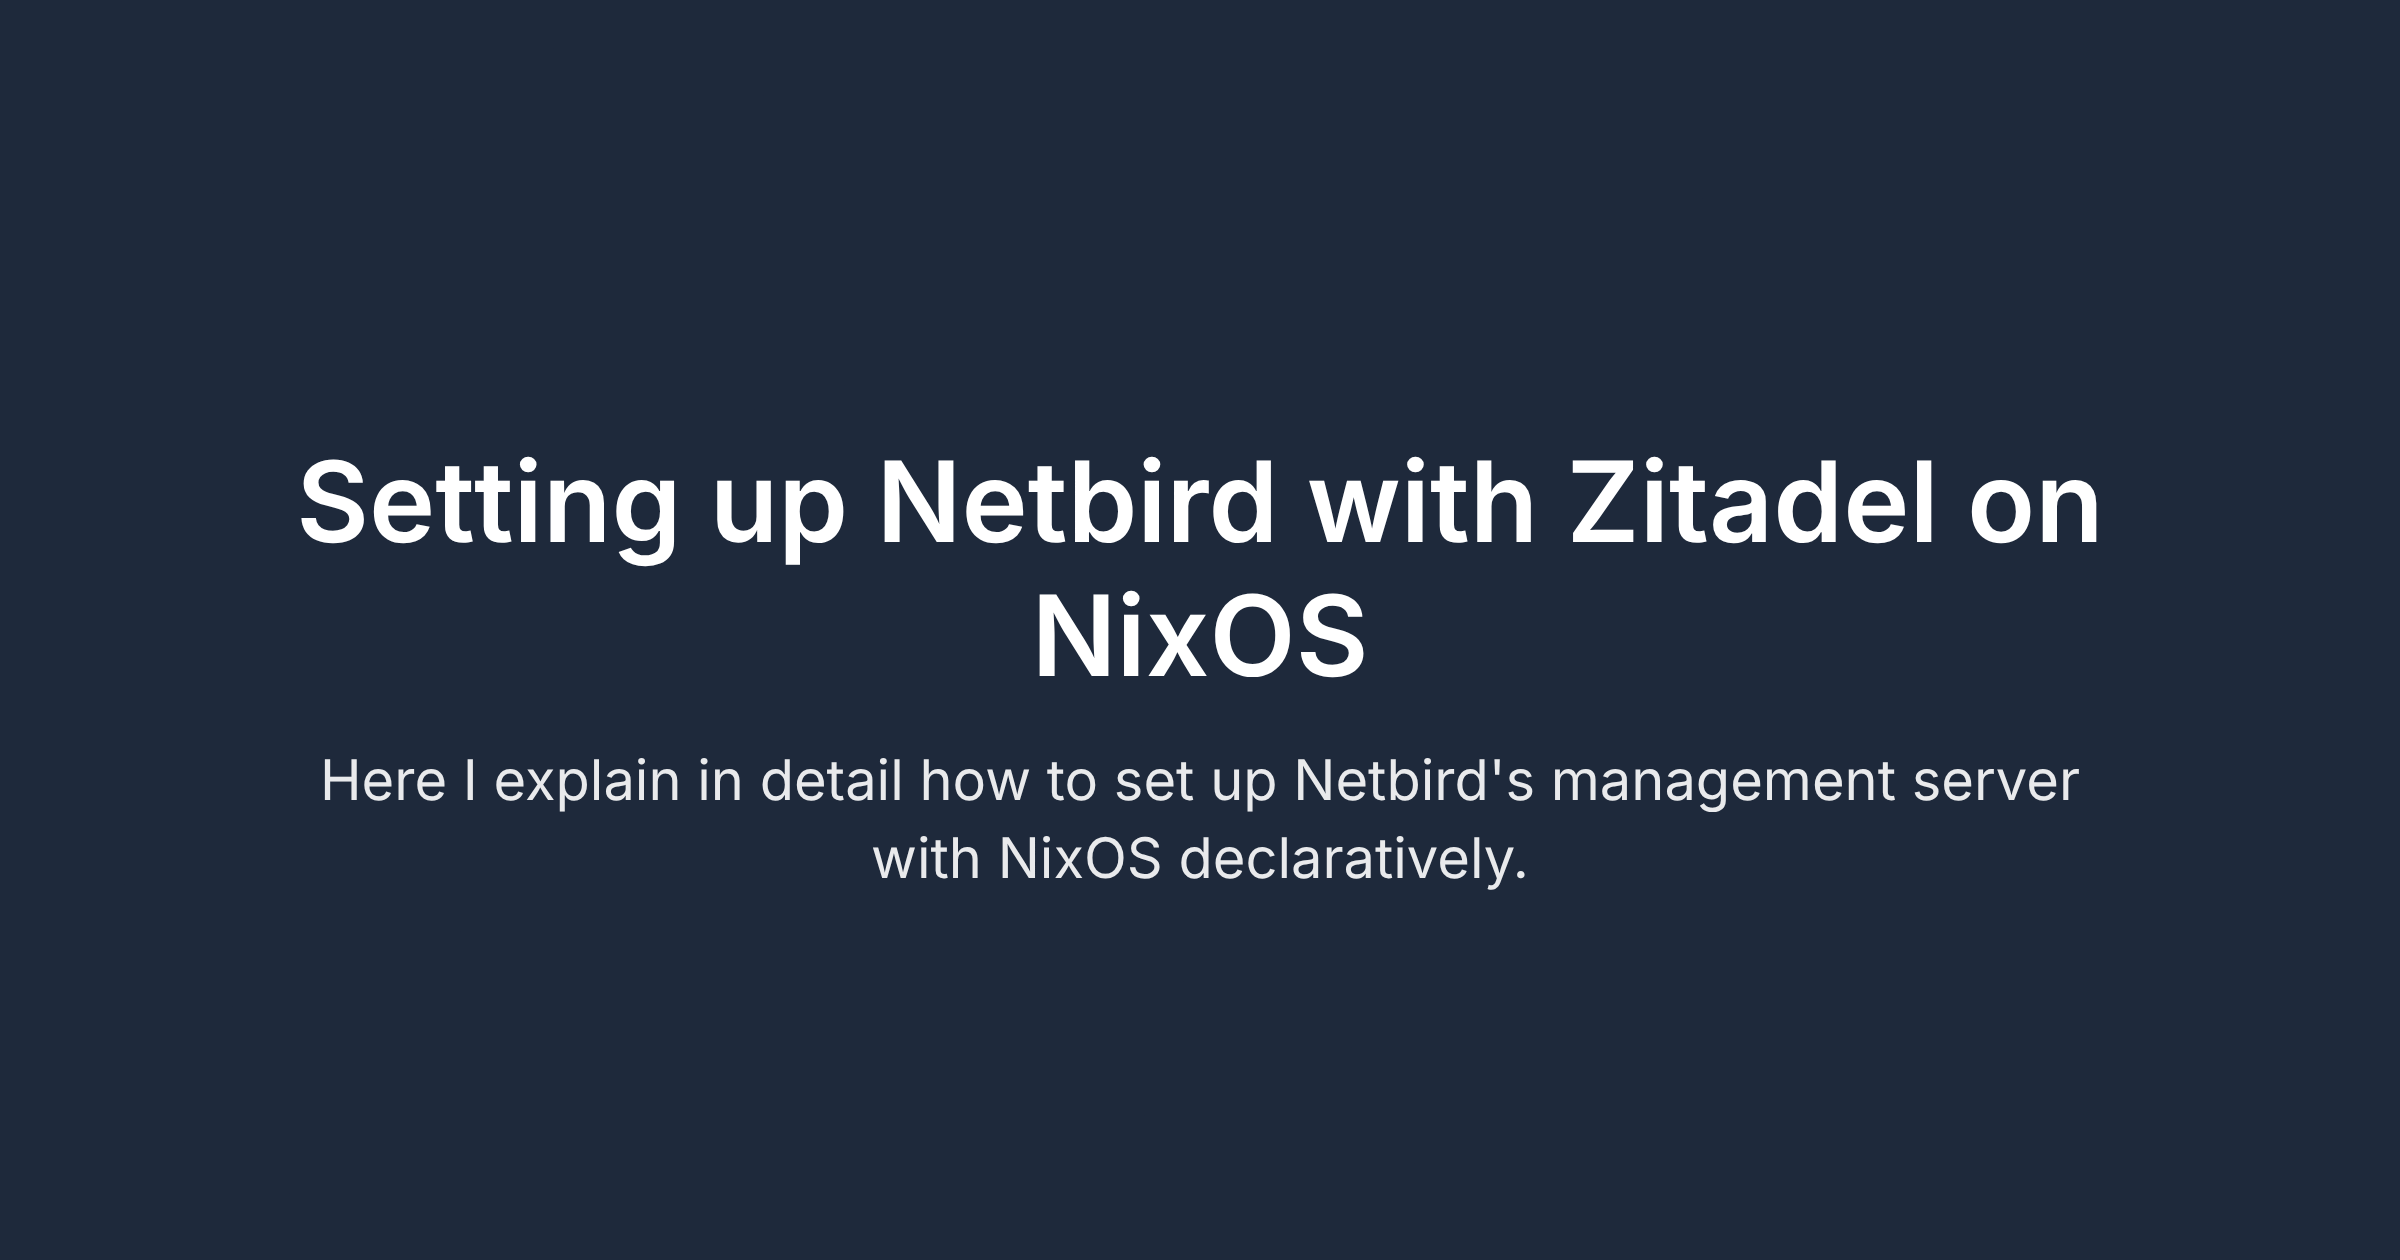 Setting up Netbird with Zitadel on
NixOS
Here I explain in detail how to set up Netbird's management server
with NixOS declaratively.